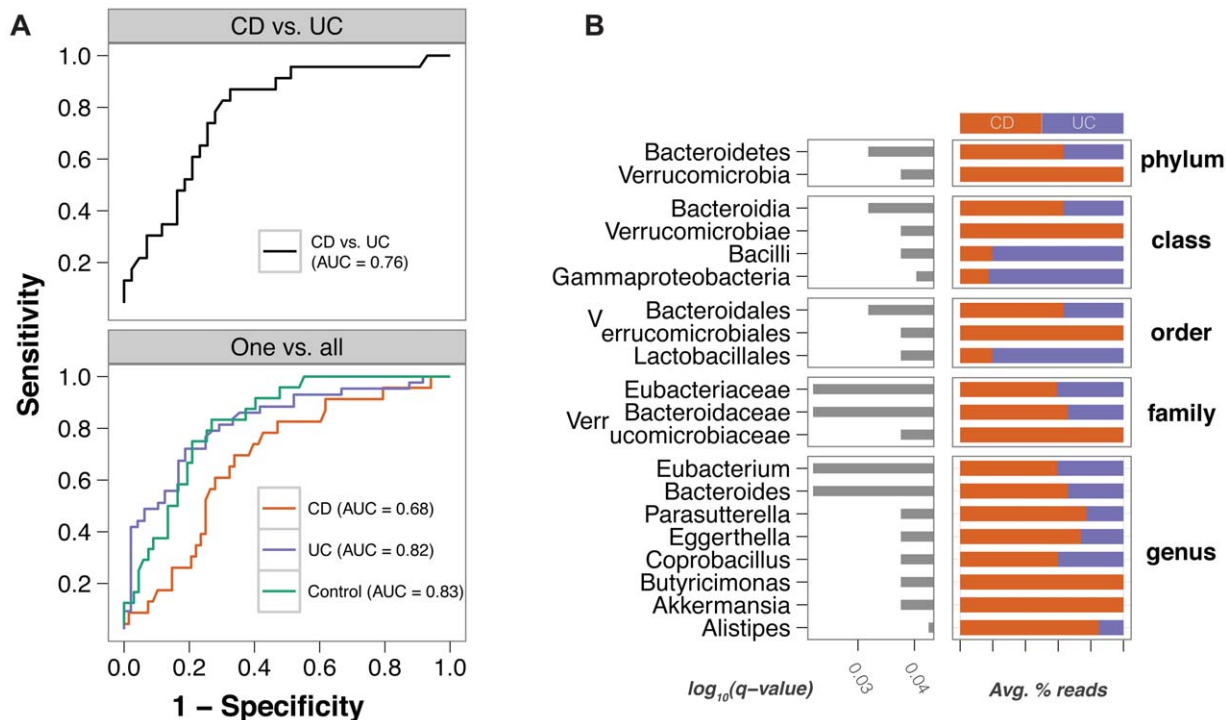 A
CD vs. UC
1.0
0.8
0.6
0.4
0.2
CD vs. UC
(AUC = 0.76)
One vs. all
1.0
0.8
0.6
0.4
0.2
CD (AUC = 0.68)
UC (AUC = 0.82)
Control (AUC = 0.83)
0.0 0.2 0.4 0.6 0.8 1.0
Sensitivity
1 – Specificity
B
CD UC
Bacteroidetes
Verrucomicrobia
phylum
Bacteroidia
Verrucomicrobiae
Bacilli
Gammaproteobacteria
class
Bacteroidales
V
errucomicrobiales
Lactobacillales
order
Eubacteriaceae
Bacteroidaceae
Verr
ucomicrobiaceae
family
Eubacterium
Bacteroides
Parasutterella
Eggerthella
Coprobacillus
Butyricimonas
Akkermansia
Alistipes
genus
0.03 0.04
log10(q–value)
Avg. % reads